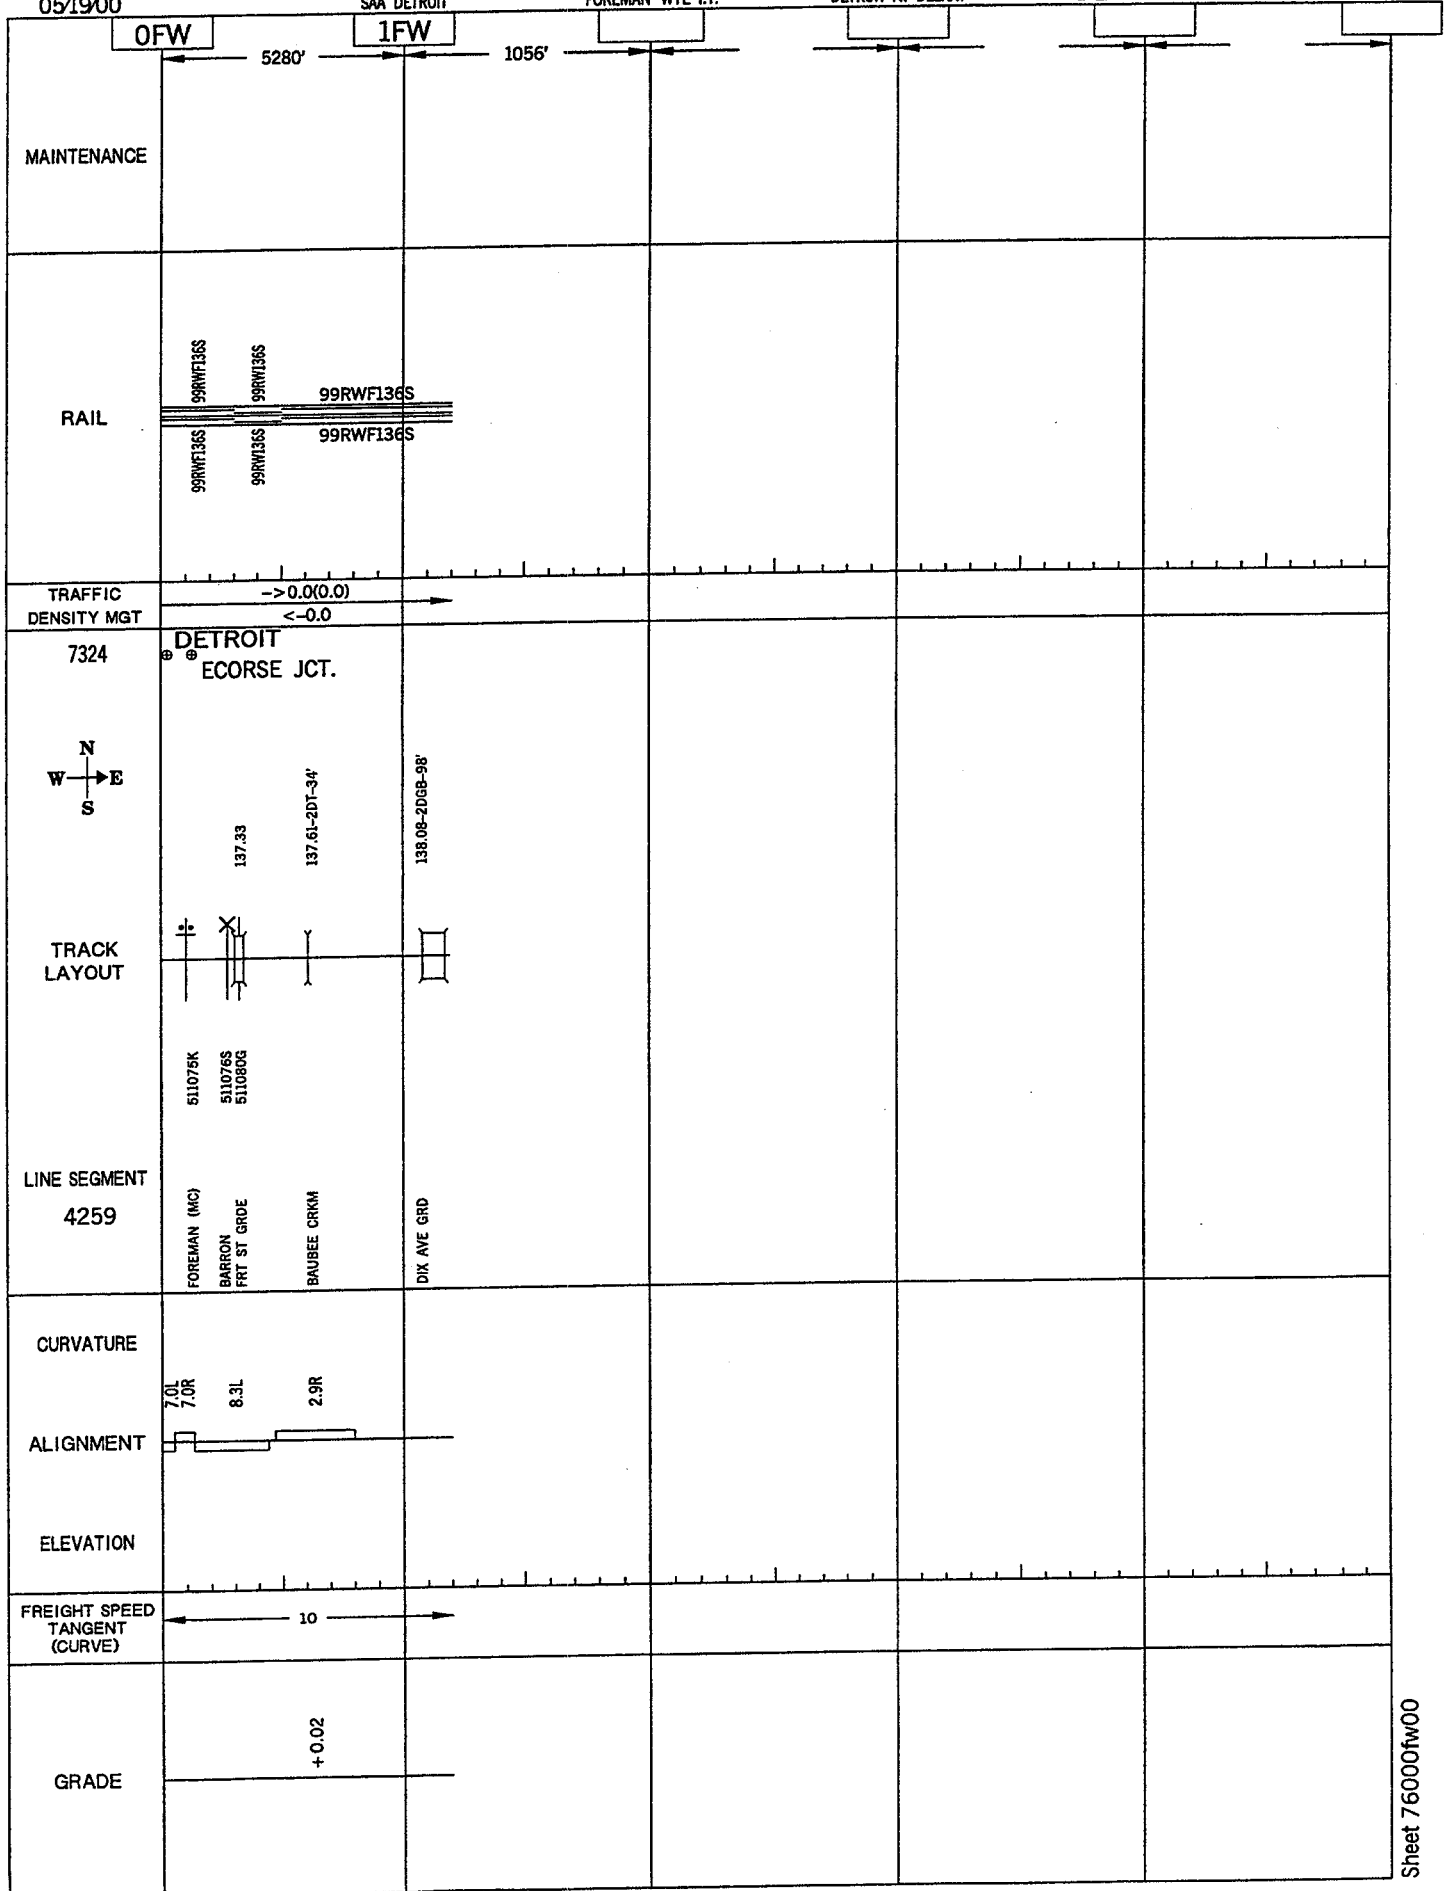 05/19/00
SAA DETROIT
FOREMAN WYE I.T.
0FW
1FW
5280'
1056'
MAINTENANCE
RAIL
99RWF136S
99RW136S
99RWF136S
99RWF136S
99RW136S
99RWF136S
TRAFFIC
DENSITY MGT
->0.0(0.0)
<-0.0
7324
DETROIT
ECORSE JCT.
N
W
E
S
137.33
137.61-2DT-34'
138.08-2DGB-98'
TRACK
LAYOUT
511075K
511076S
511080G
LINE SEGMENT
4259
FOREMAN (MC)
BARRON
FRT ST GRDE
BAUBEE CRKM
DIX AVE GRD
CURVATURE
7.0L
7.0R
8.3L
2.9R
ALIGNMENT
ELEVATION
FREIGHT SPEED
TANGENT
(CURVE)
10
GRADE
+0.02
Sheet 76000fw00